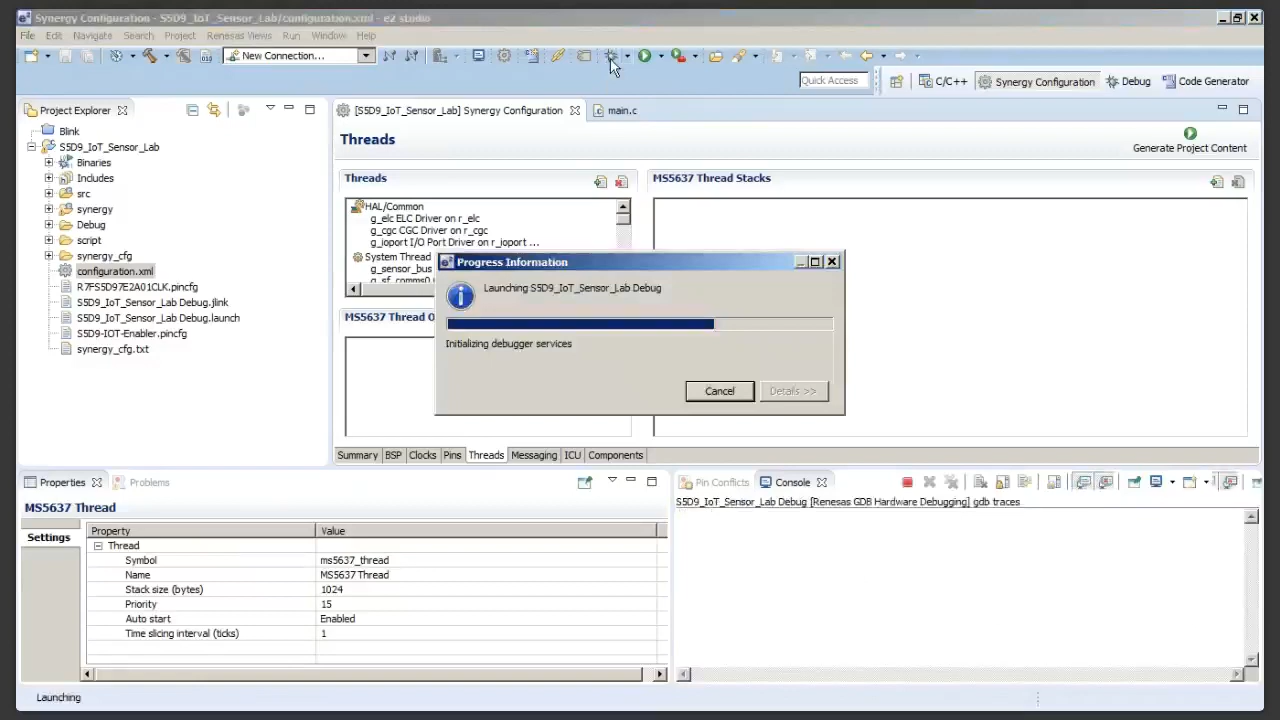 Synergy Configuration - S5D9_IoT_Sensor_Lab/configuration.xml - e2 studio
File Edit Navigate Search Project Renesas Views Run Window Help
New Connection...
Quick Access
C/C++
Synergy Configuration
Debug
Code Generator
Project Explorer
Blink
S5D9_IoT_Sensor_Lab
Binaries
Includes
src
synergy
Debug
script
synergy_cfg
configuration.xml
R7FS5D97E2A01CLK.pincfg
S5D9_IoT_Sensor_Lab Debug.jlink
S5D9_IoT_Sensor_Lab Debug.launch
S5D9-IOT-Enabler.pincfg
synergy_cfg.txt
[S5D9_IoT_Sensor_Lab] Synergy Configuration
main.c
Threads
Generate Project Content
Threads
HAL/Common
g_elc ELC Driver on r_elc
g_cgc CGC Driver on r_cgc
g_ioport I/O Port Driver on r_ioport ...
System Thread
g_sensor_bus
g_sf_comms0
MS5637 Thread Stacks
MS5637 Thread O
Progress Information
Launching S5D9_IoT_Sensor_Lab Debug
Initializing debugger services
Cancel
Details >>
Summary BSP Clocks Pins Threads Messaging ICU Components
Properties
Problems
MS5637 Thread
Settings
Property Value
Thread
Symbol ms5637_thread
Name MS5637 Thread
Stack size (bytes) 1024
Priority 15
Auto start Enabled
Time slicing interval (ticks) 1
Pin Conflicts
Console
S5D9_IoT_Sensor_Lab Debug [Renesas GDB Hardware Debugging] gdb traces
Launching